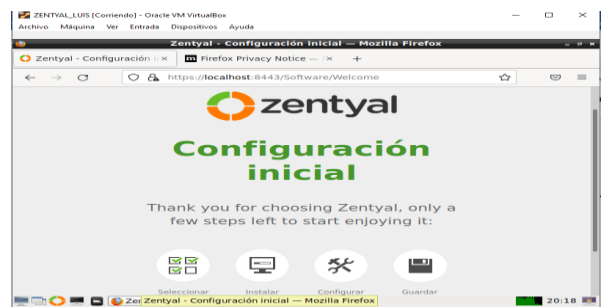 ZENTYAL_LUIS [Corriendo] - Oracle VM VirtualBox
Archivo Máquina Ver Entrada Dispositivos Ayuda
Zentyal - Configuración Inicial — Mozilla Firefox
Zentyal - Configuración
Firefox Privacy Notice —
https://localhost:8443/Software/Welcome
zentyal
Configuración
inicial
Thank you for choosing Zentyal, only a
few steps left to start enjoying it:
Seleccionar Instalar Configurar Guardar
Zentyal - Configuración inicial — Mozilla Firefox
20:18